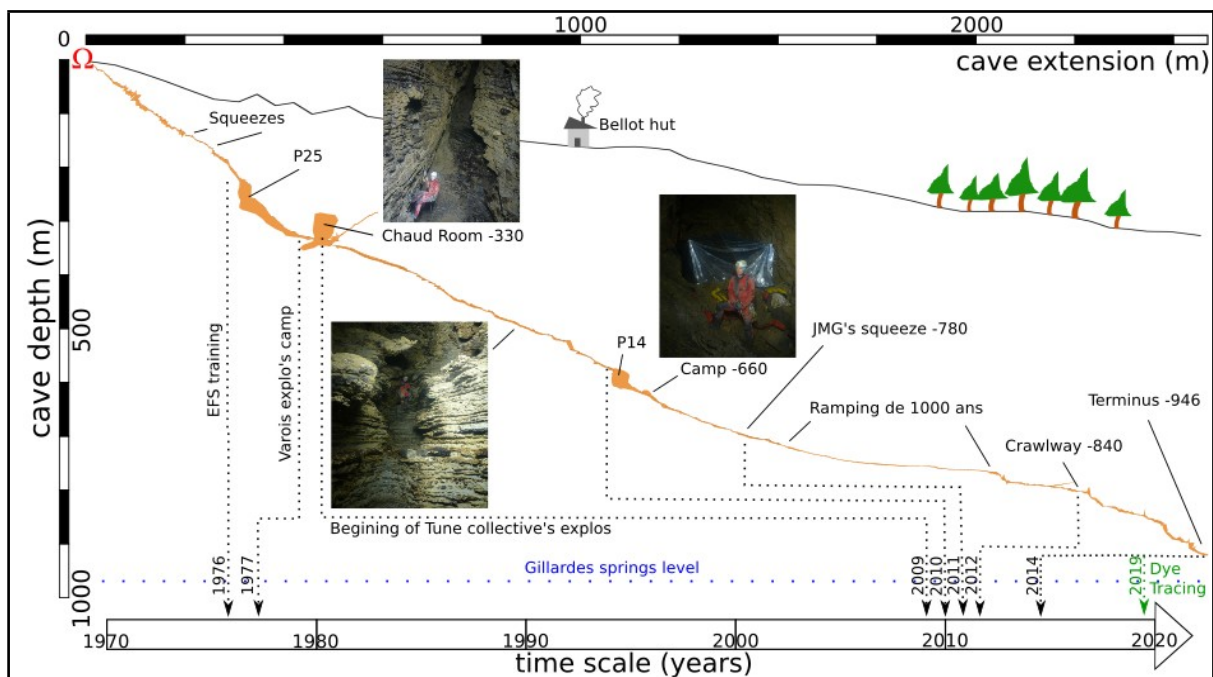 1000
2000
0
Ω
cave extension (m)
Squeezes
Bellot hut
P25
Chaud Room -330
cave depth (m)
500
JMG's squeeze -780
P14
Camp -660
EFS training
Varois explo's camp
Ramping de 1000 ans
Terminus -946
Crawlway -840
Begining of Tune collective's explos
Gillardes springs level
1000
1976
1977
2009
2010
2011
2012
2014
2019
Dye
Tracing
1970
1980
1990
2000
2010
2020
time scale (years)